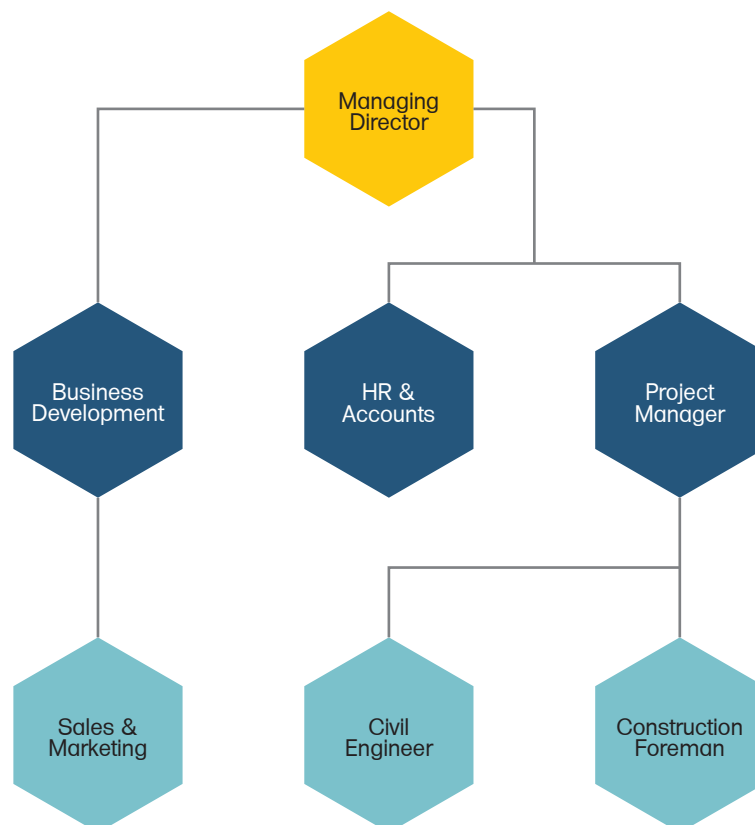 Managing
Director
Business
Development
HR &
Accounts
Project
Manager
Sales &
Marketing
Civil
Engineer
Construction
Foreman